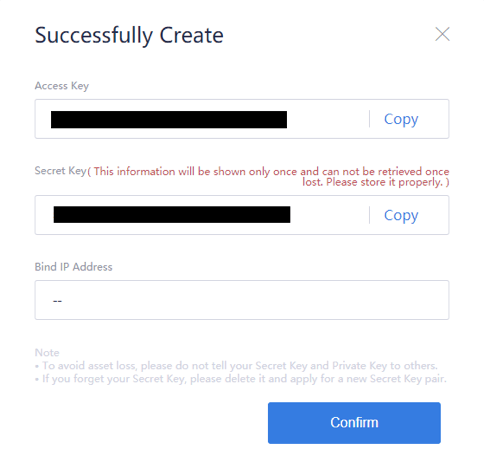 Successfully Create
Access Key
Copy
Secret Key( This information will be shown only once and can not be retrieved once
lost. Please store it properly. )
Copy
Bind IP Address
--
Note
• To avoid asset loss, please do not tell your Secret Key and Private Key to others.
• If you forget your Secret Key, please delete it and apply for a new Secret Key pair.
Confirm